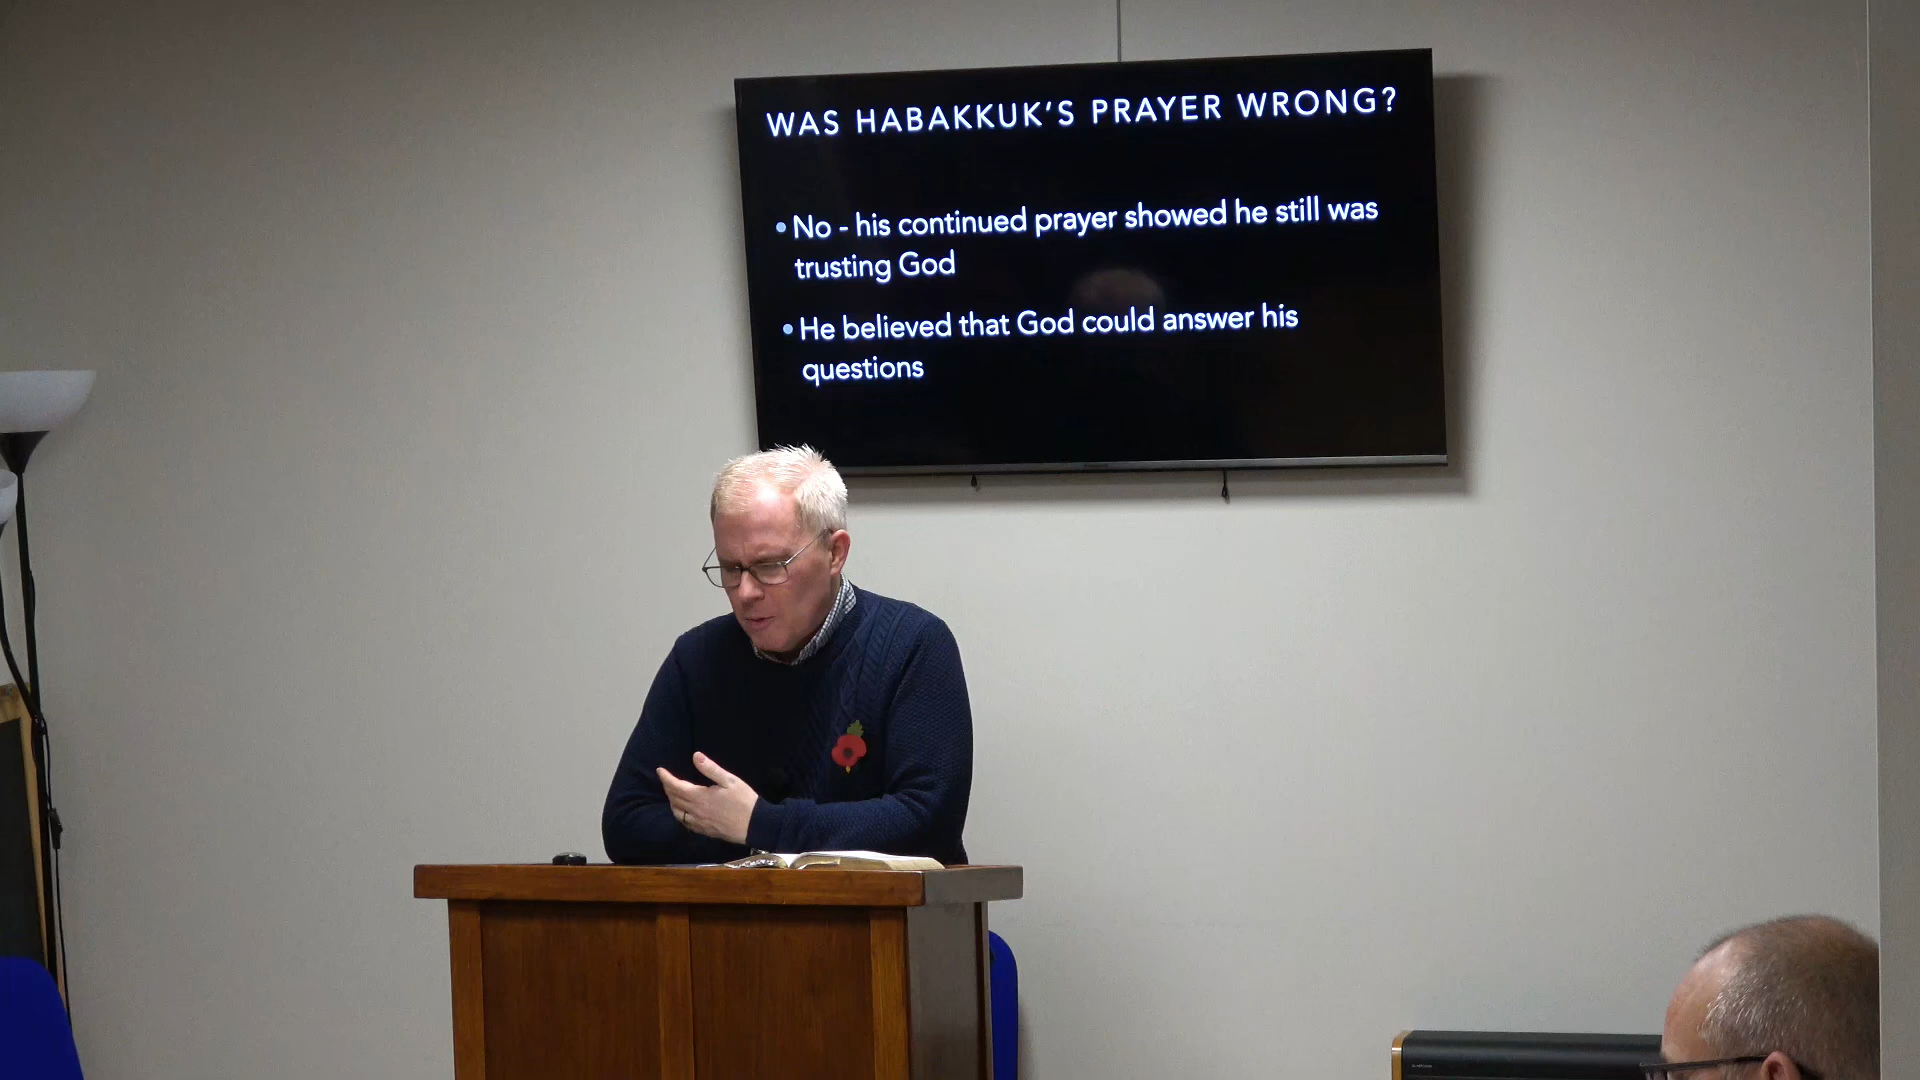 WAS HABAKKUK'S PRAYER WRONG?
• No - his continued prayer showed he still was
trusting God
• He believed that God could answer his
questions